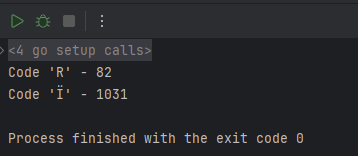 <4 go setup calls>
Code 'R' - 82
Code 'Ї' - 1031
Process finished with the exit code 0